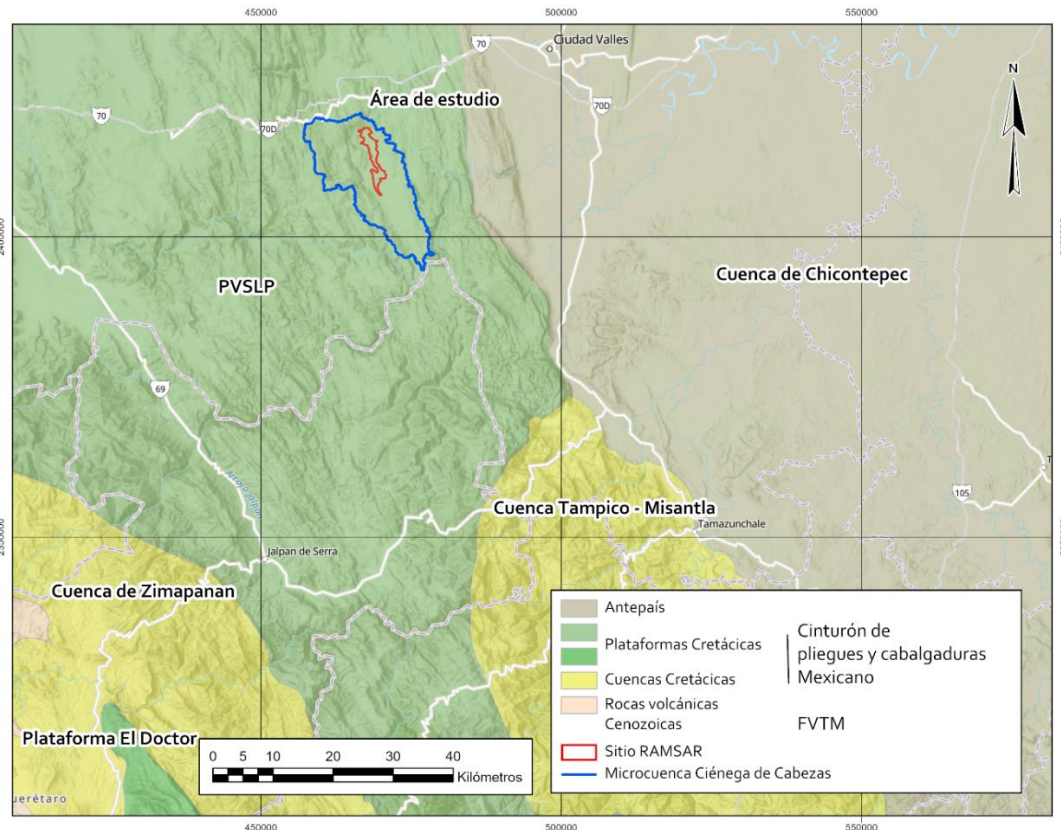 450000
500000
550000
70
Ciudad Valles
N
Área de estudio
70
70D
70D
PVSLP
Cuenca de Chicontepec
69
Arroyo Jalpan
105
Cuenca Tampico - Misantla
Tamazunchale
Jalpan de Serra
Cuenca de Zimapanan
Plataforma El Doctor
0 5 10 20 30 40
Kilómetros
Antepaís
Plataformas Cretácicas
Cuencas Cretácicas
Cinturón de
pliegues y cabalgaduras
Mexicano
Rocas volcánicas
Cenozoicas
FVTM
Sitio RAMSAR
Microcuenca Ciénega de Cabezas
450000
500000
550000